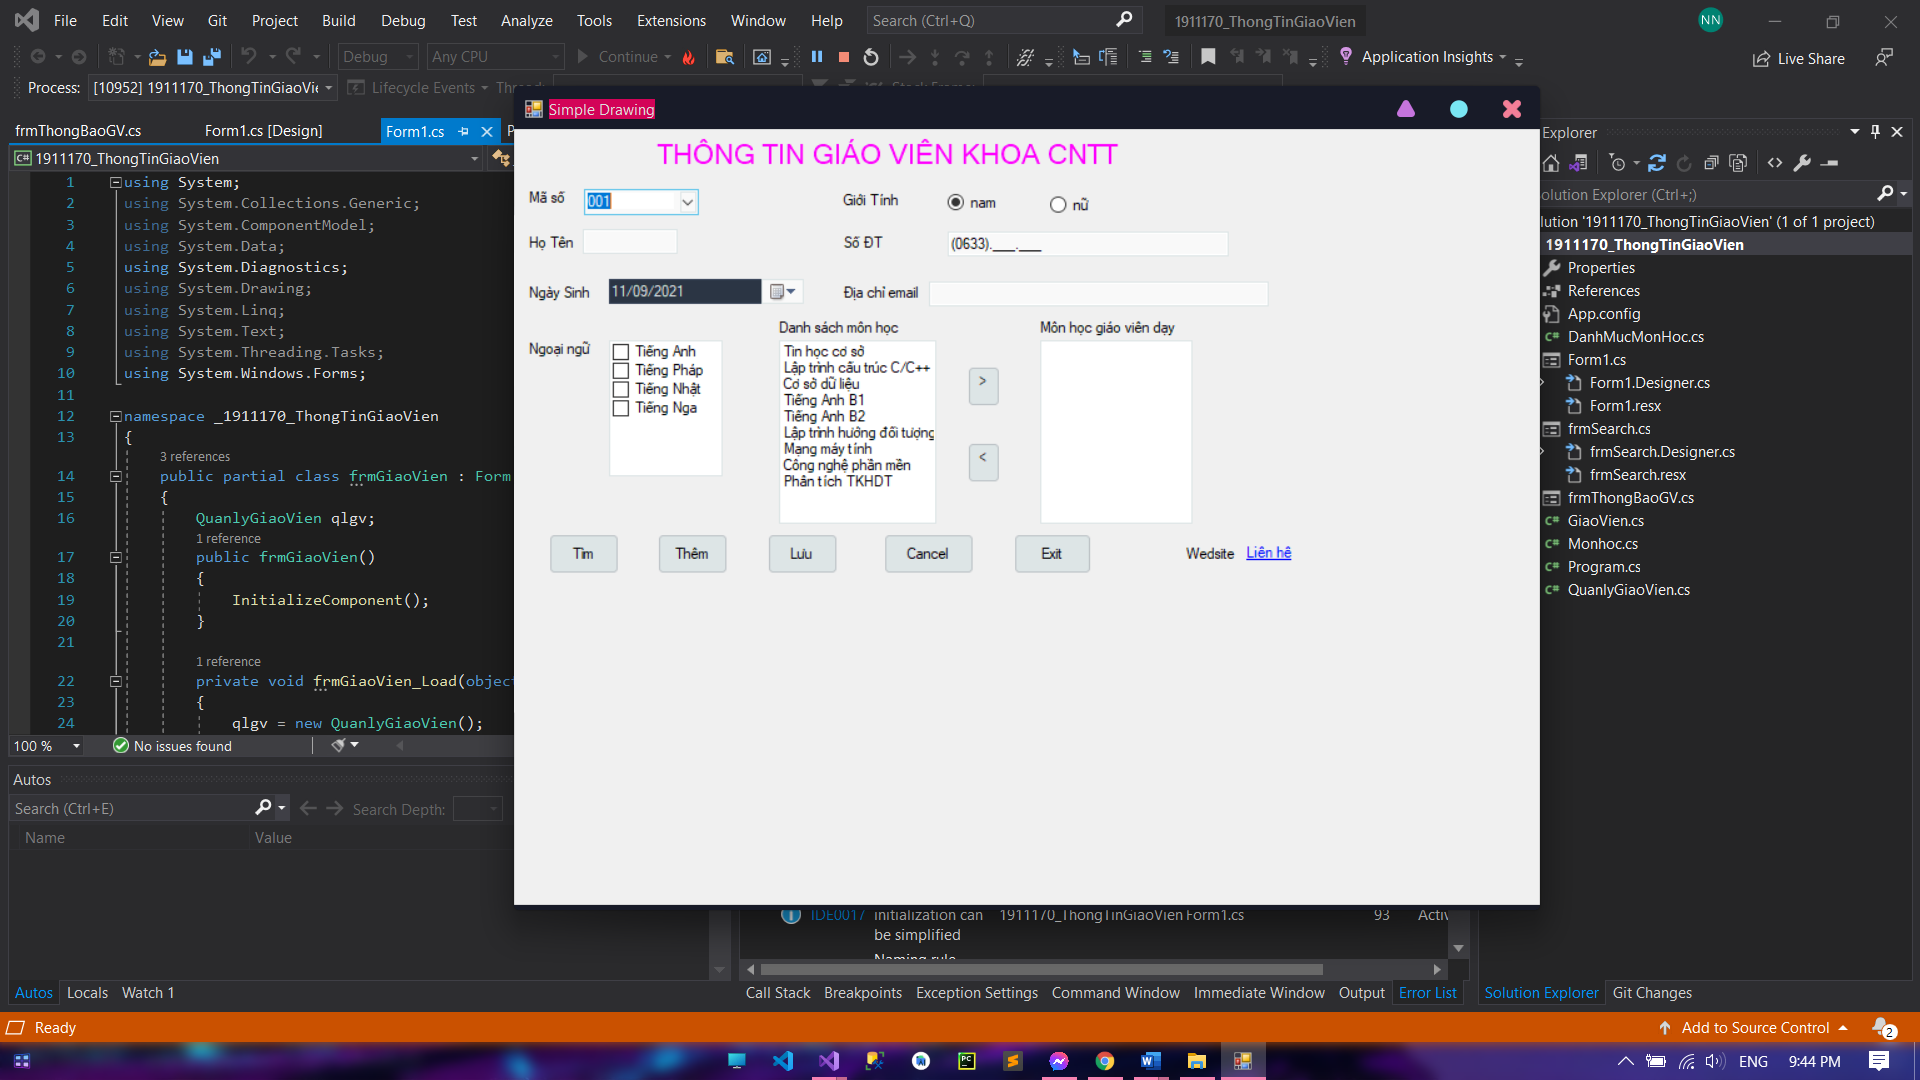 File Edit View Git Project Build Debug Test Analyze Tools Extensions Window Help Search (Ctrl+Q) 1911170_ThongTinGiaoVien NN
Debug Any CPU Continue Application Insights Live Share
Process: [10952] 1911170_ThongTinGiaoVie Lifecycle Events
Simple Drawing
frmThongBaoGV.cs Form1.cs [Design] Form1.cs
1911170_ThongTinGiaoVien
1 using System;
2 using System.Collections.Generic;
3 using System.ComponentModel;
4 using System.Data;
5 using System.Diagnostics;
6 using System.Drawing;
7 using System.Linq;
8 using System.Text;
9 using System.Threading.Tasks;
10 using System.Windows.Forms;
11
12 namespace _1911170_ThongTinGiaoVien
13 {
3 references
14 public partial class frmGiaoVien : Form
15 {
16 QuanlyGiaoVien qlgv;
1 reference
17 public frmGiaoVien()
18 {
19 InitializeComponent();
20 }
21
1 reference
22 private void frmGiaoVien_Load(object
23 {
24 qlgv = new QuanlyGiaoVien();
100 % No issues found
Autos
Search (Ctrl+E) Search Depth:
Name Value
Autos Locals Watch 1
THÔNG TIN GIÁO VIÊN KHOA CNTT
Mã số 001 Giới Tính nam nữ
Họ Tên Số ĐT (0633).___.___
Ngày Sinh 11/09/2021 Địa chỉ email
Danh sách môn học Môn học giáo viên dạy
Ngoại ngữ
Tiếng Anh
Tiếng Pháp
Tiếng Nhật
Tiếng Nga
Tin học cơ sở
Lập trình cấu trúc C/C++
Cơ sở dữ liệu
Tiếng Anh B1
Tiếng Anh B2
Lập trình hướng đối tượng
Mạng máy tính
Công nghệ phần mền
Phân tích TKHDT
>
<
Tìm Thêm Lưu Cancel Exit Wedsite Liên hê
IDE0017 initialization can 1911170_ThongTinGiaoVien Form1.cs 93
be simplified
Naming rule
Call Stack Breakpoints Exception Settings Command Window Immediate Window Output Error List
Explorer
olution Explorer (Ctrl+;)
lution '1911170_ThongTinGiaoVien' (1 of 1 project)
1911170_ThongTinGiaoVien
Properties
References
App.config
DanhMucMonHoc.cs
Form1.cs
Form1.Designer.cs
Form1.resx
frmSearch.cs
frmSearch.Designer.cs
frmSearch.resx
frmThongBaoGV.cs
GiaoVien.cs
Monhoc.cs
Program.cs
QuanlyGiaoVien.cs
Solution Explorer Git Changes
Ready Add to Source Control 2
ENG 9:44 PM